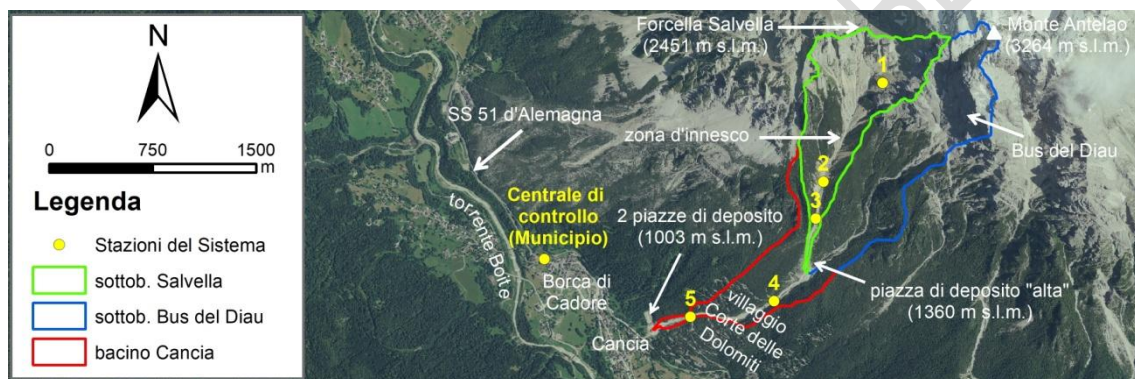 N
0 750 1500
m
Legenda
Stazioni del Sistema
sottob. Salvella
sottob. Bus del Diau
bacino Cancia
Forcella Salvella
(2451 m s.l.m.)
Monte Antelao
(3264 m s.l.m.)
1
SS 51 d'Alemagna
zona d'innesco
Bus del Diau
2
Centrale di
controllo
(Municipio)
3
2 piazze di deposito
(1003 m s.l.m.)
torrente Boite
Borca di
Cadore
4
piazza di deposito "alta"
(1360 m s.l.m.)
5
villaggio
Corte delle
Dolomiti
Cancia